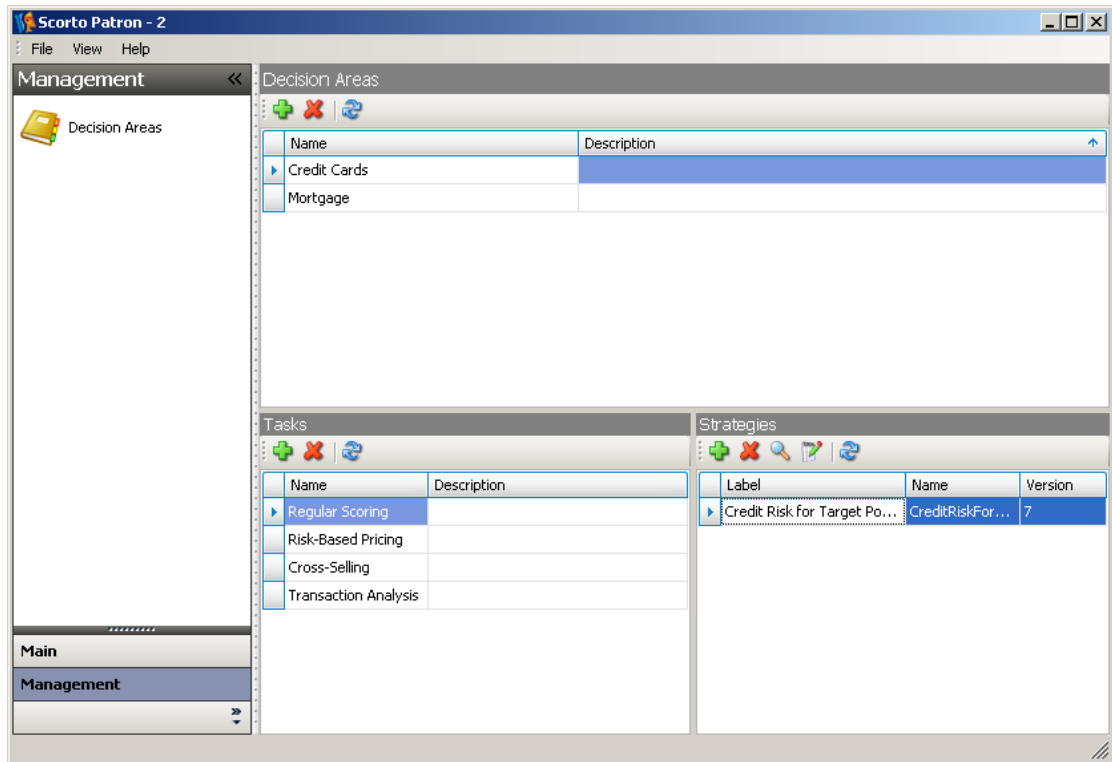 Scorto Patron - 2
File View Help
Management
Decision Areas
Main
Management
Decision Areas
Name Description
Credit Cards
Mortgage
Tasks
Name Description
Regular Scoring
Risk-Based Pricing
Cross-Selling
Transaction Analysis
Strategies
Label Name Version
Credit Risk for Target Po... CreditRiskFor... 7